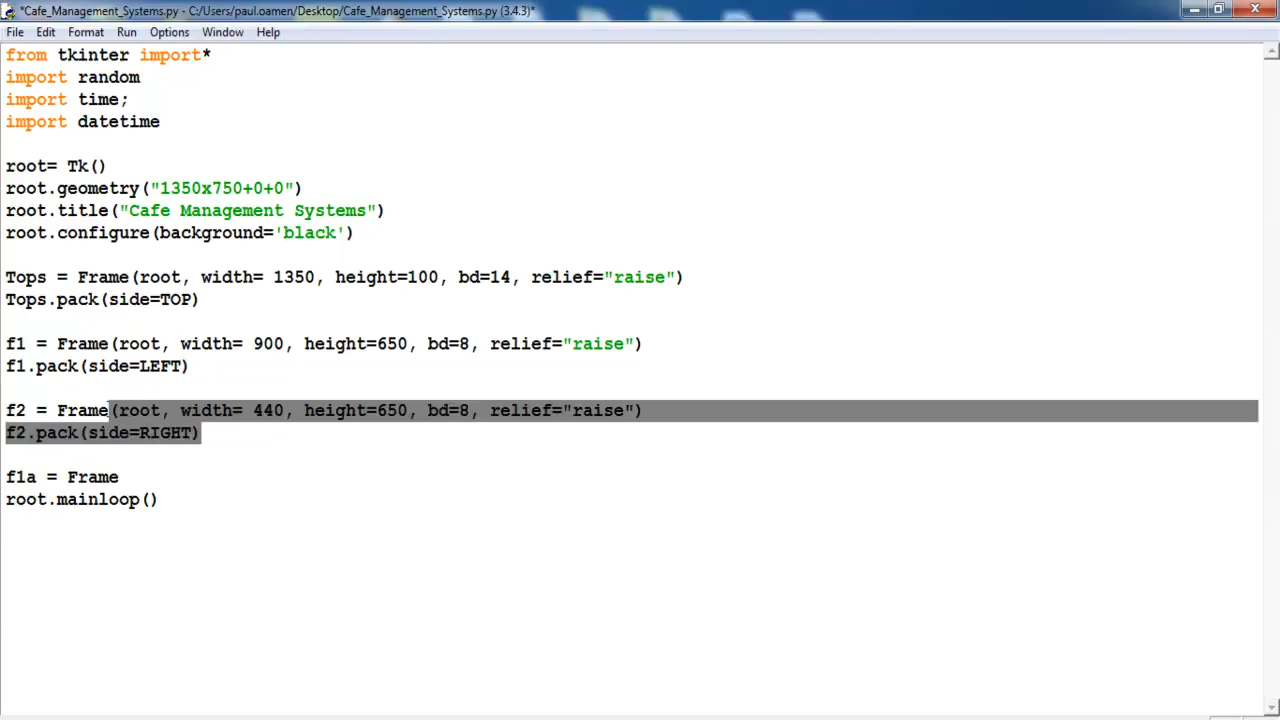 *Cafe_Management_Systems.py - C:/Users/paul.oamen/Desktop/Cafe_Management_Systems.py (3.4.3)*
File Edit Format Run Options Window Help
from tkinter import*
import random
import time;
import datetime
root= Tk()
root.geometry("1350x750+0+0")
root.title("Cafe Management Systems")
root.configure(background='black')
Tops = Frame(root, width= 1350, height=100, bd=14, relief="raise")
Tops.pack(side=TOP)
f1 = Frame(root, width= 900, height=650, bd=8, relief="raise")
f1.pack(side=LEFT)
f2 = Frame(root, width= 440, height=650, bd=8, relief="raise")
f2.pack(side=RIGHT)
f1a = Frame
root.mainloop()